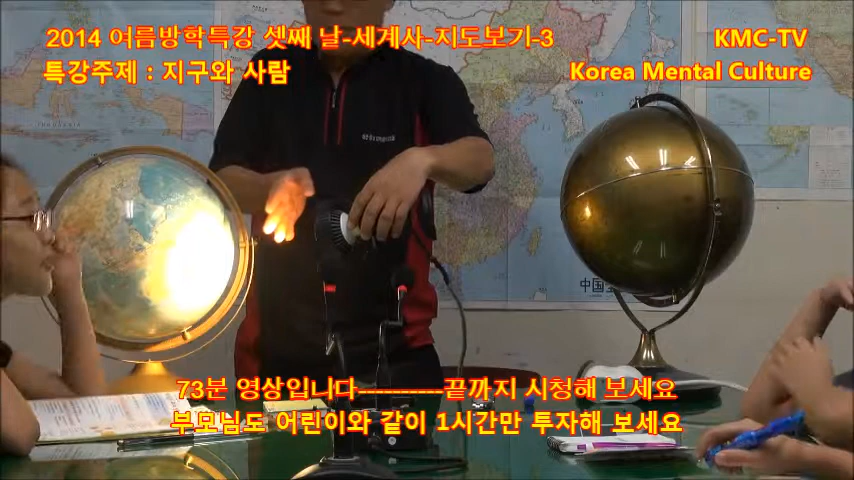 2014 여름방학특강 셋째 날-세계사-지도보기-3
KMC-TV
특강주제 : 지구와 사람
Korea Mental Culture
中国
73분 영상입니다----------끝까지 시청해 보세요
부모님도 어린이와 같이 1시간만 투자해 보세요